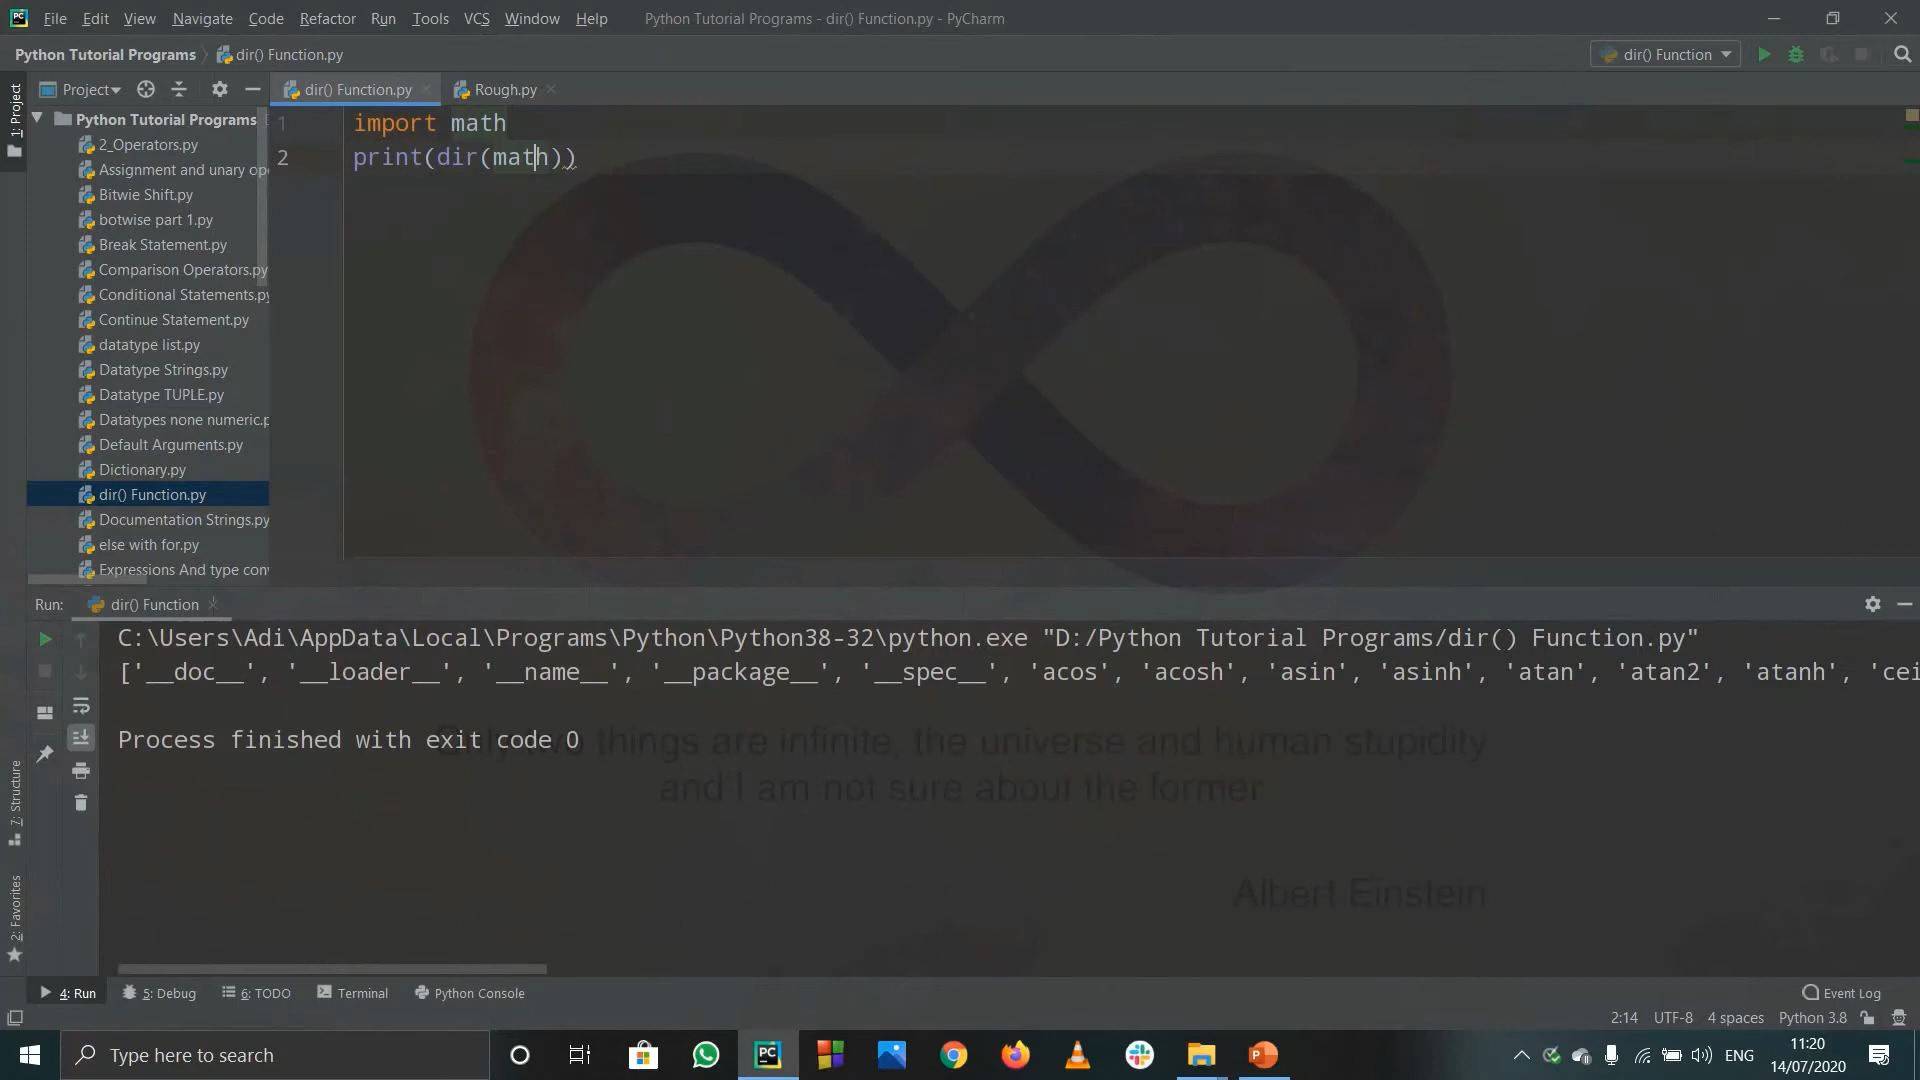 File Edit View Navigate Code Refactor Run Tools VCS Window Help Python Tutorial Programs - dir() Function.py - PyCharm
Python Tutorial Programs dir() Function.py dir() Function
Project dir() Function.py Rough.py
1: Project
Python Tutorial Programs
2_Operators.py
Assignment and unary ope
Bitwie Shift.py
botwise part 1.py
Break Statement.py
Comparison Operators.py
Conditional Statements.py
Continue Statement.py
datatype list.py
Datatype Strings.py
Datatype TUPLE.py
Datatypes none numeric.p
Default Arguments.py
Dictionary.py
dir() Function.py
Documentation Strings.py
else with for.py
Expressions And type con
1 import math
2 print(dir(math))
Run: dir() Function
C:\Users\Adi\AppData\Local\Programs\Python\Python38-32\python.exe "D:/Python Tutorial Programs/dir() Function.py"
['__doc__', '__loader__', '__name__', '__package__', '__spec__', 'acos', 'acosh', 'asin', 'asinh', 'atan', 'atan2', 'atanh', 'cei
Process finished with exit code 0
things are infinite, the universe and human stupidity
and I am not sure about the former
Albert Einstein
7: Structure
2: Favorites
4: Run 5: Debug 6: TODO Terminal Python Console Event Log
2:14 UTF-8 4 spaces Python 3.8
Type here to search
ENG
11:20
14/07/2020